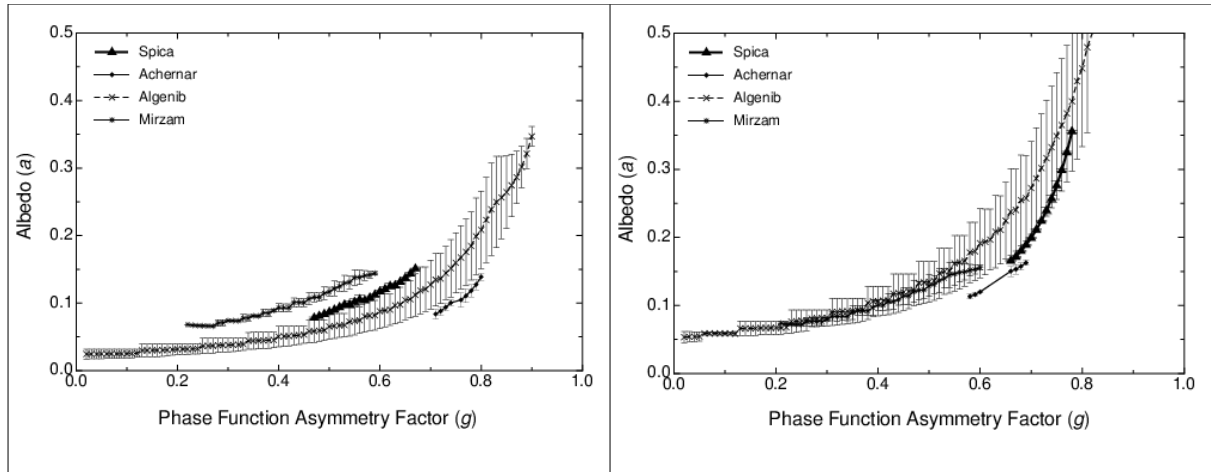 0.5
0.4
0.3
0.2
0.1
0.0
Albedo (a)
Spica
Achernar
Algenib
Mirzam
0.0 0.2 0.4 0.6 0.8 1.0
Phase Function Asymmetry Factor (g)
0.5
0.4
0.3
0.2
0.1
0.0
Albedo (a)
Spica
Achernar
Algenib
Mirzam
0.0 0.2 0.4 0.6 0.8 1.0
Phase Function Asymmetry Factor (g)